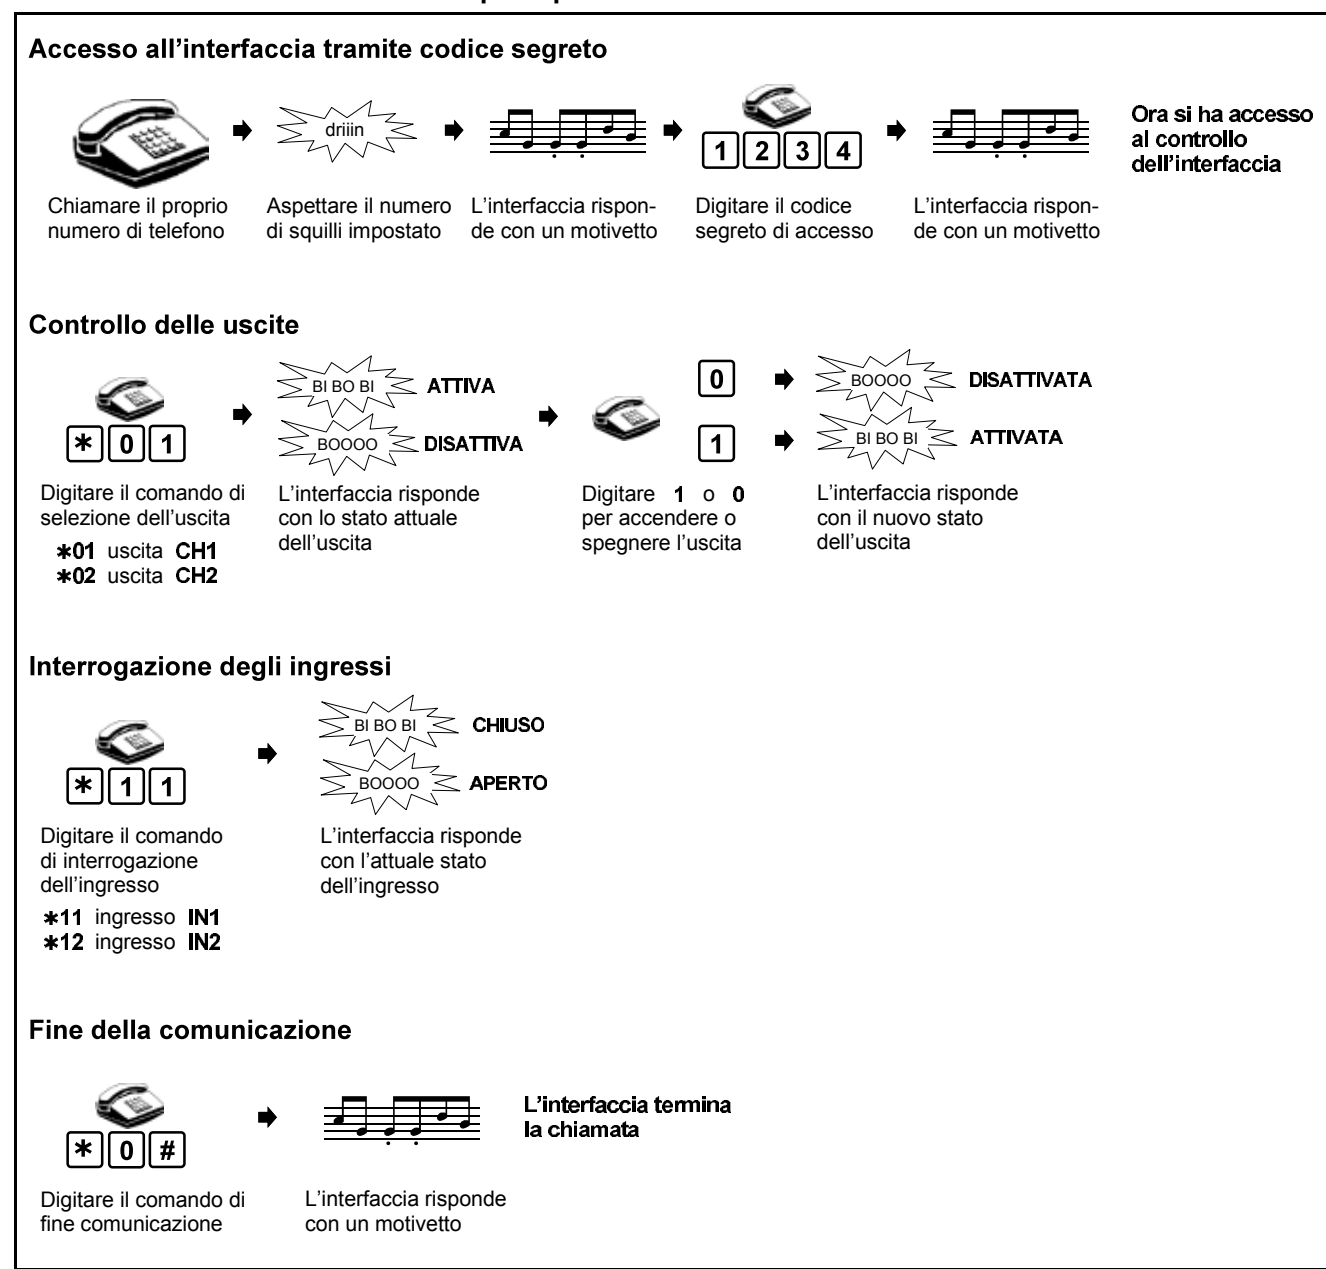 Accesso all'interfaccia tramite codice segreto
driiin
1 2 3 4
Ora si ha accesso
al controllo
dell'interfaccia
Chiamare il proprio
numero di telefono
Aspettare il numero
di squilli impostato
L'interfaccia rispon-
de con un motivetto
Digitare il codice
segreto di accesso
L'interfaccia rispon-
de con un motivetto
Controllo delle uscite
* 0 1
BI BO BI ATTIVA
BOOOO DISATTIVA
0 BOOOO DISATTIVATA
1 BI BO BI ATTIVATA
Digitare il comando di
selezione dell'uscita
*01 uscita CH1
*02 uscita CH2
L'interfaccia risponde
con lo stato attuale
dell'uscita
Digitare 1 o 0
per accendere o
spegnere l'uscita
L'interfaccia risponde
con il nuovo stato
dell'uscita
Interrogazione degli ingressi
* 1 1
BI BO BI CHIUSO
BOOOO APERTO
Digitare il comando
di interrogazione
dell'ingresso
*11 ingresso IN1
*12 ingresso IN2
L'interfaccia risponde
con l'attuale stato
dell'ingresso
Fine della comunicazione
* 0 #
L'interfaccia termina
la chiamata
Digitare il comando di
fine comunicazione
L'interfaccia risponde
con un motivetto